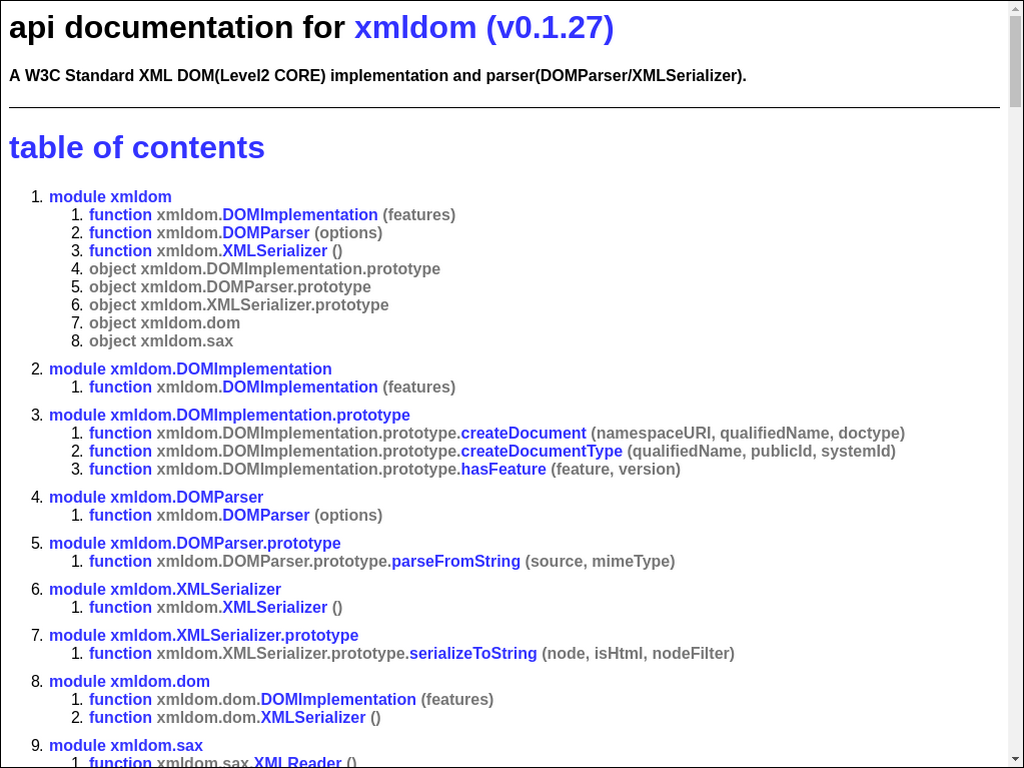 api documentation for xmldom (v0.1.27)
A W3C Standard XML DOM(Level2 CORE) implementation and parser(DOMParser/XMLSerializer).
table of contents
1. module xmldom
1. function xmldom.DOMImplementation (features)
2. function xmldom.DOMParser (options)
3. function xmldom.XMLSerializer ()
4. object xmldom.DOMImplementation.prototype
5. object xmldom.DOMParser.prototype
6. object xmldom.XMLSerializer.prototype
7. object xmldom.dom
8. object xmldom.sax
2. module xmldom.DOMImplementation
1. function xmldom.DOMImplementation (features)
3. module xmldom.DOMImplementation.prototype
1. function xmldom.DOMImplementation.prototype.createDocument (namespaceURI, qualifiedName, doctype)
2. function xmldom.DOMImplementation.prototype.createDocumentType (qualifiedName, publicId, systemId)
3. function xmldom.DOMImplementation.prototype.hasFeature (feature, version)
4. module xmldom.DOMParser
1. function xmldom.DOMParser (options)
5. module xmldom.DOMParser.prototype
1. function xmldom.DOMParser.prototype.parseFromString (source, mimeType)
6. module xmldom.XMLSerializer
1. function xmldom.XMLSerializer ()
7. module xmldom.XMLSerializer.prototype
1. function xmldom.XMLSerializer.prototype.serializeToString (node, isHtml, nodeFilter)
8. module xmldom.dom
1. function xmldom.dom.DOMImplementation (features)
2. function xmldom.dom.XMLSerializer ()
9. module xmldom.sax
1. function xmldom.sax.XMLReader ()